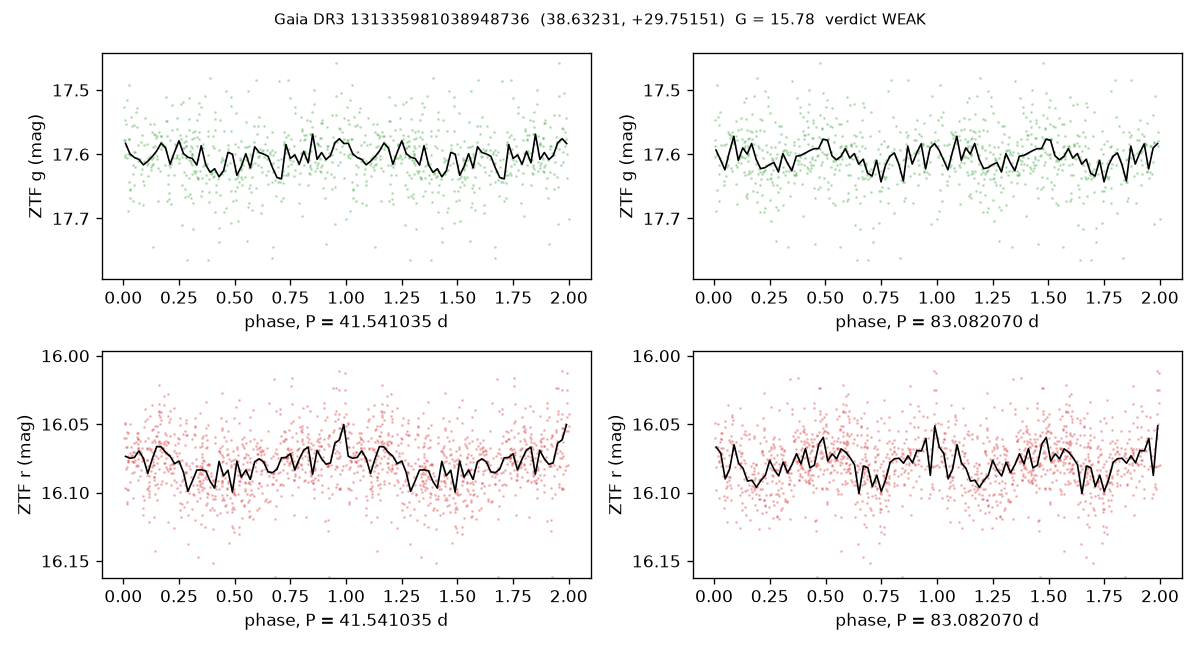 Gaia DR3 131335981038948736  (38.63231, +29.75151)  G = 15.78  verdict WEAK
ZTF g (mag)
17.5
17.6
17.7
0.00 0.25 0.50 0.75 1.00 1.25 1.50 1.75 2.00
phase, P = 41.541035 d
ZTF g (mag)
17.5
17.6
17.7
0.00 0.25 0.50 0.75 1.00 1.25 1.50 1.75 2.00
phase, P = 83.082070 d
ZTF r (mag)
16.00
16.05
16.10
16.15
0.00 0.25 0.50 0.75 1.00 1.25 1.50 1.75 2.00
phase, P = 41.541035 d
ZTF r (mag)
16.00
16.05
16.10
16.15
0.00 0.25 0.50 0.75 1.00 1.25 1.50 1.75 2.00
phase, P = 83.082070 d